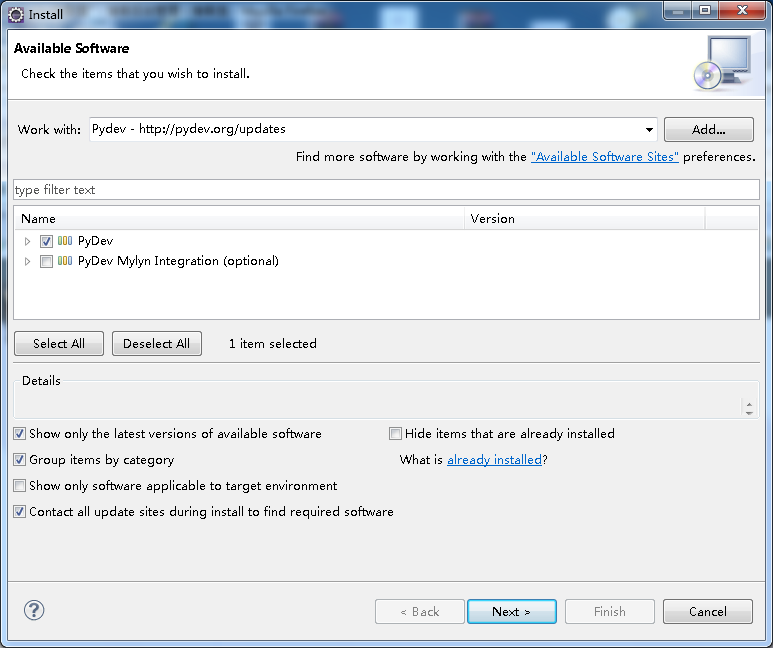 Install
Available Software
Check the items that you wish to install.
Work with: Pydev - http://pydev.org/updates Add...
Find more software by working with the "Available Software Sites" preferences.
type filter text
Name Version
PyDev
PyDev Mylyn Integration (optional)
Select All Deselect All 1 item selected
Details
Show only the latest versions of available software Hide items that are already installed
Group items by category What is already installed?
Show only software applicable to target environment
Contact all update sites during install to find required software
? < Back Next > Finish Cancel